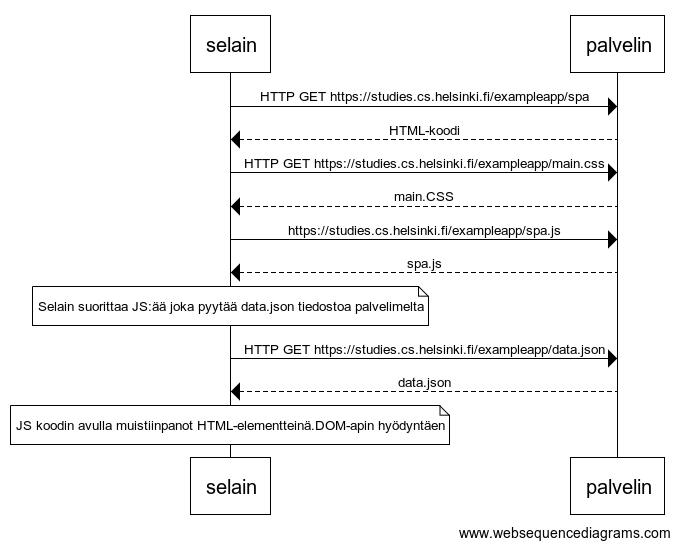 selain palvelin
HTTP GET https://studies.cs.helsinki.fi/exampleapp/spa
HTML-koodi
HTTP GET https://studies.cs.helsinki.fi/exampleapp/main.css
main.CSS
https://studies.cs.helsinki.fi/exampleapp/spa.js
spa.js
Selain suorittaa JS:ää joka pyytää data.json tiedostoa palvelimelta
HTTP GET https://studies.cs.helsinki.fi/exampleapp/data.json
data.json
JS koodin avulla muistiinpanot HTML-elementteinä.DOM-apin hyödyntäen
selain palvelin
www.websequencediagrams.com